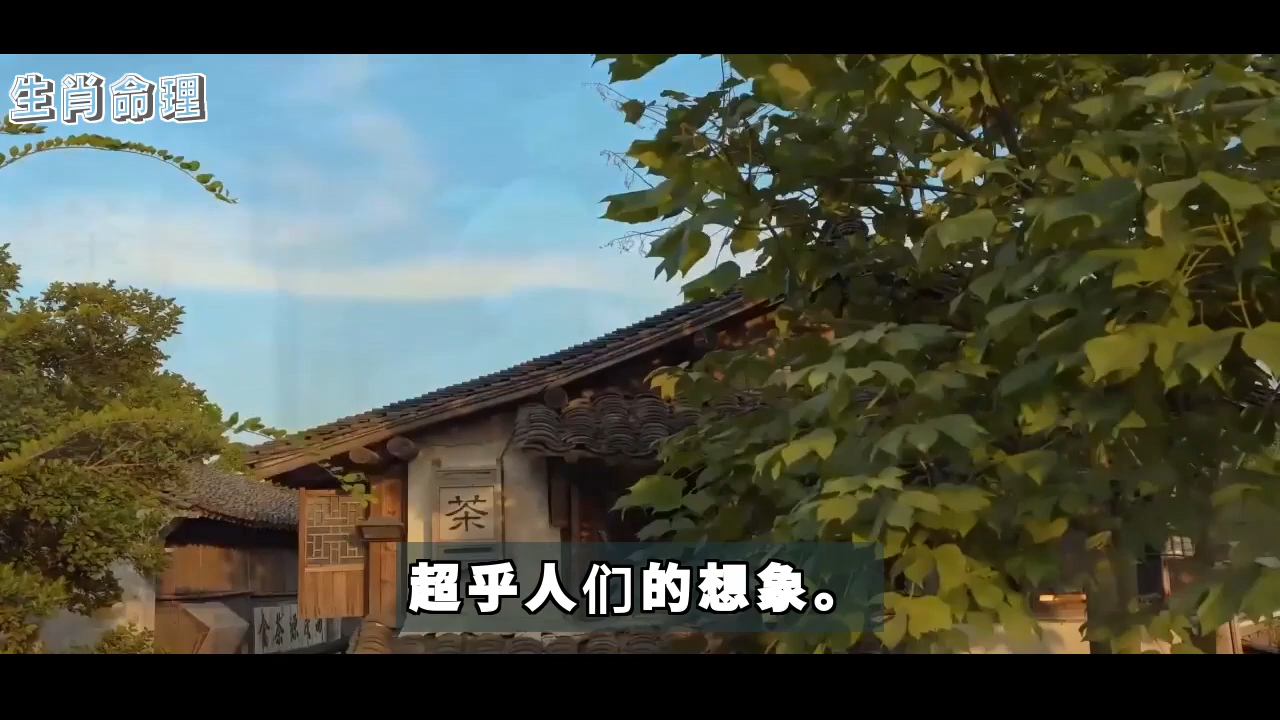 生肖命理
茶
超乎人们的想象。